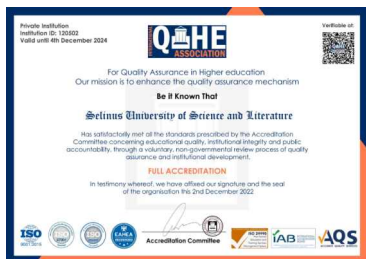 Private Institution
Institution ID: 120502
Valid until 4th December 2024
Verifiable at:
QAHE
ASSOCIATION
For Quality Assurance in Higher education
Our mission is to enhance the quality assurance mechanism
Be it Known That
Selinus University of Science and Literature
Has satisfactorily met all the standards prescribed by the Accreditation
Committee concerning educational quality, institutional integrity and public
accountability, through a voluntary, non-governmental review process of quality
assurance and institutional development.
FULL ACCREDITATION
In testimony whereof, we have affixed our signature and the seal
of the organisation this 2nd December 2022
Accreditation Committee
ISO
EAHEA
IAB
AQS